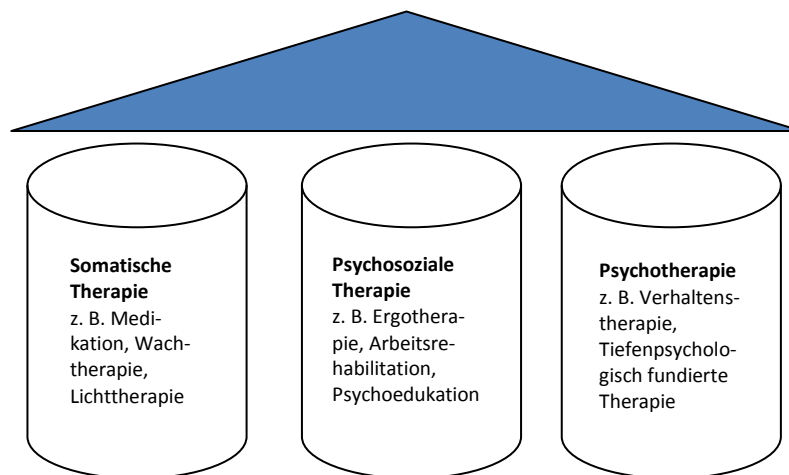 Somatische
Therapie
z. B. Medi-
kation, Wach-
therapie,
Lichttherapie
Psychosoziale
Therapie
z. B. Ergothera-
pie, Arbeitsre-
habilitation,
Psychoedukation
Psychotherapie
z. B. Verhaltens-
therapie,
Tiefenpsycholo-
gisch fundierte
Therapie